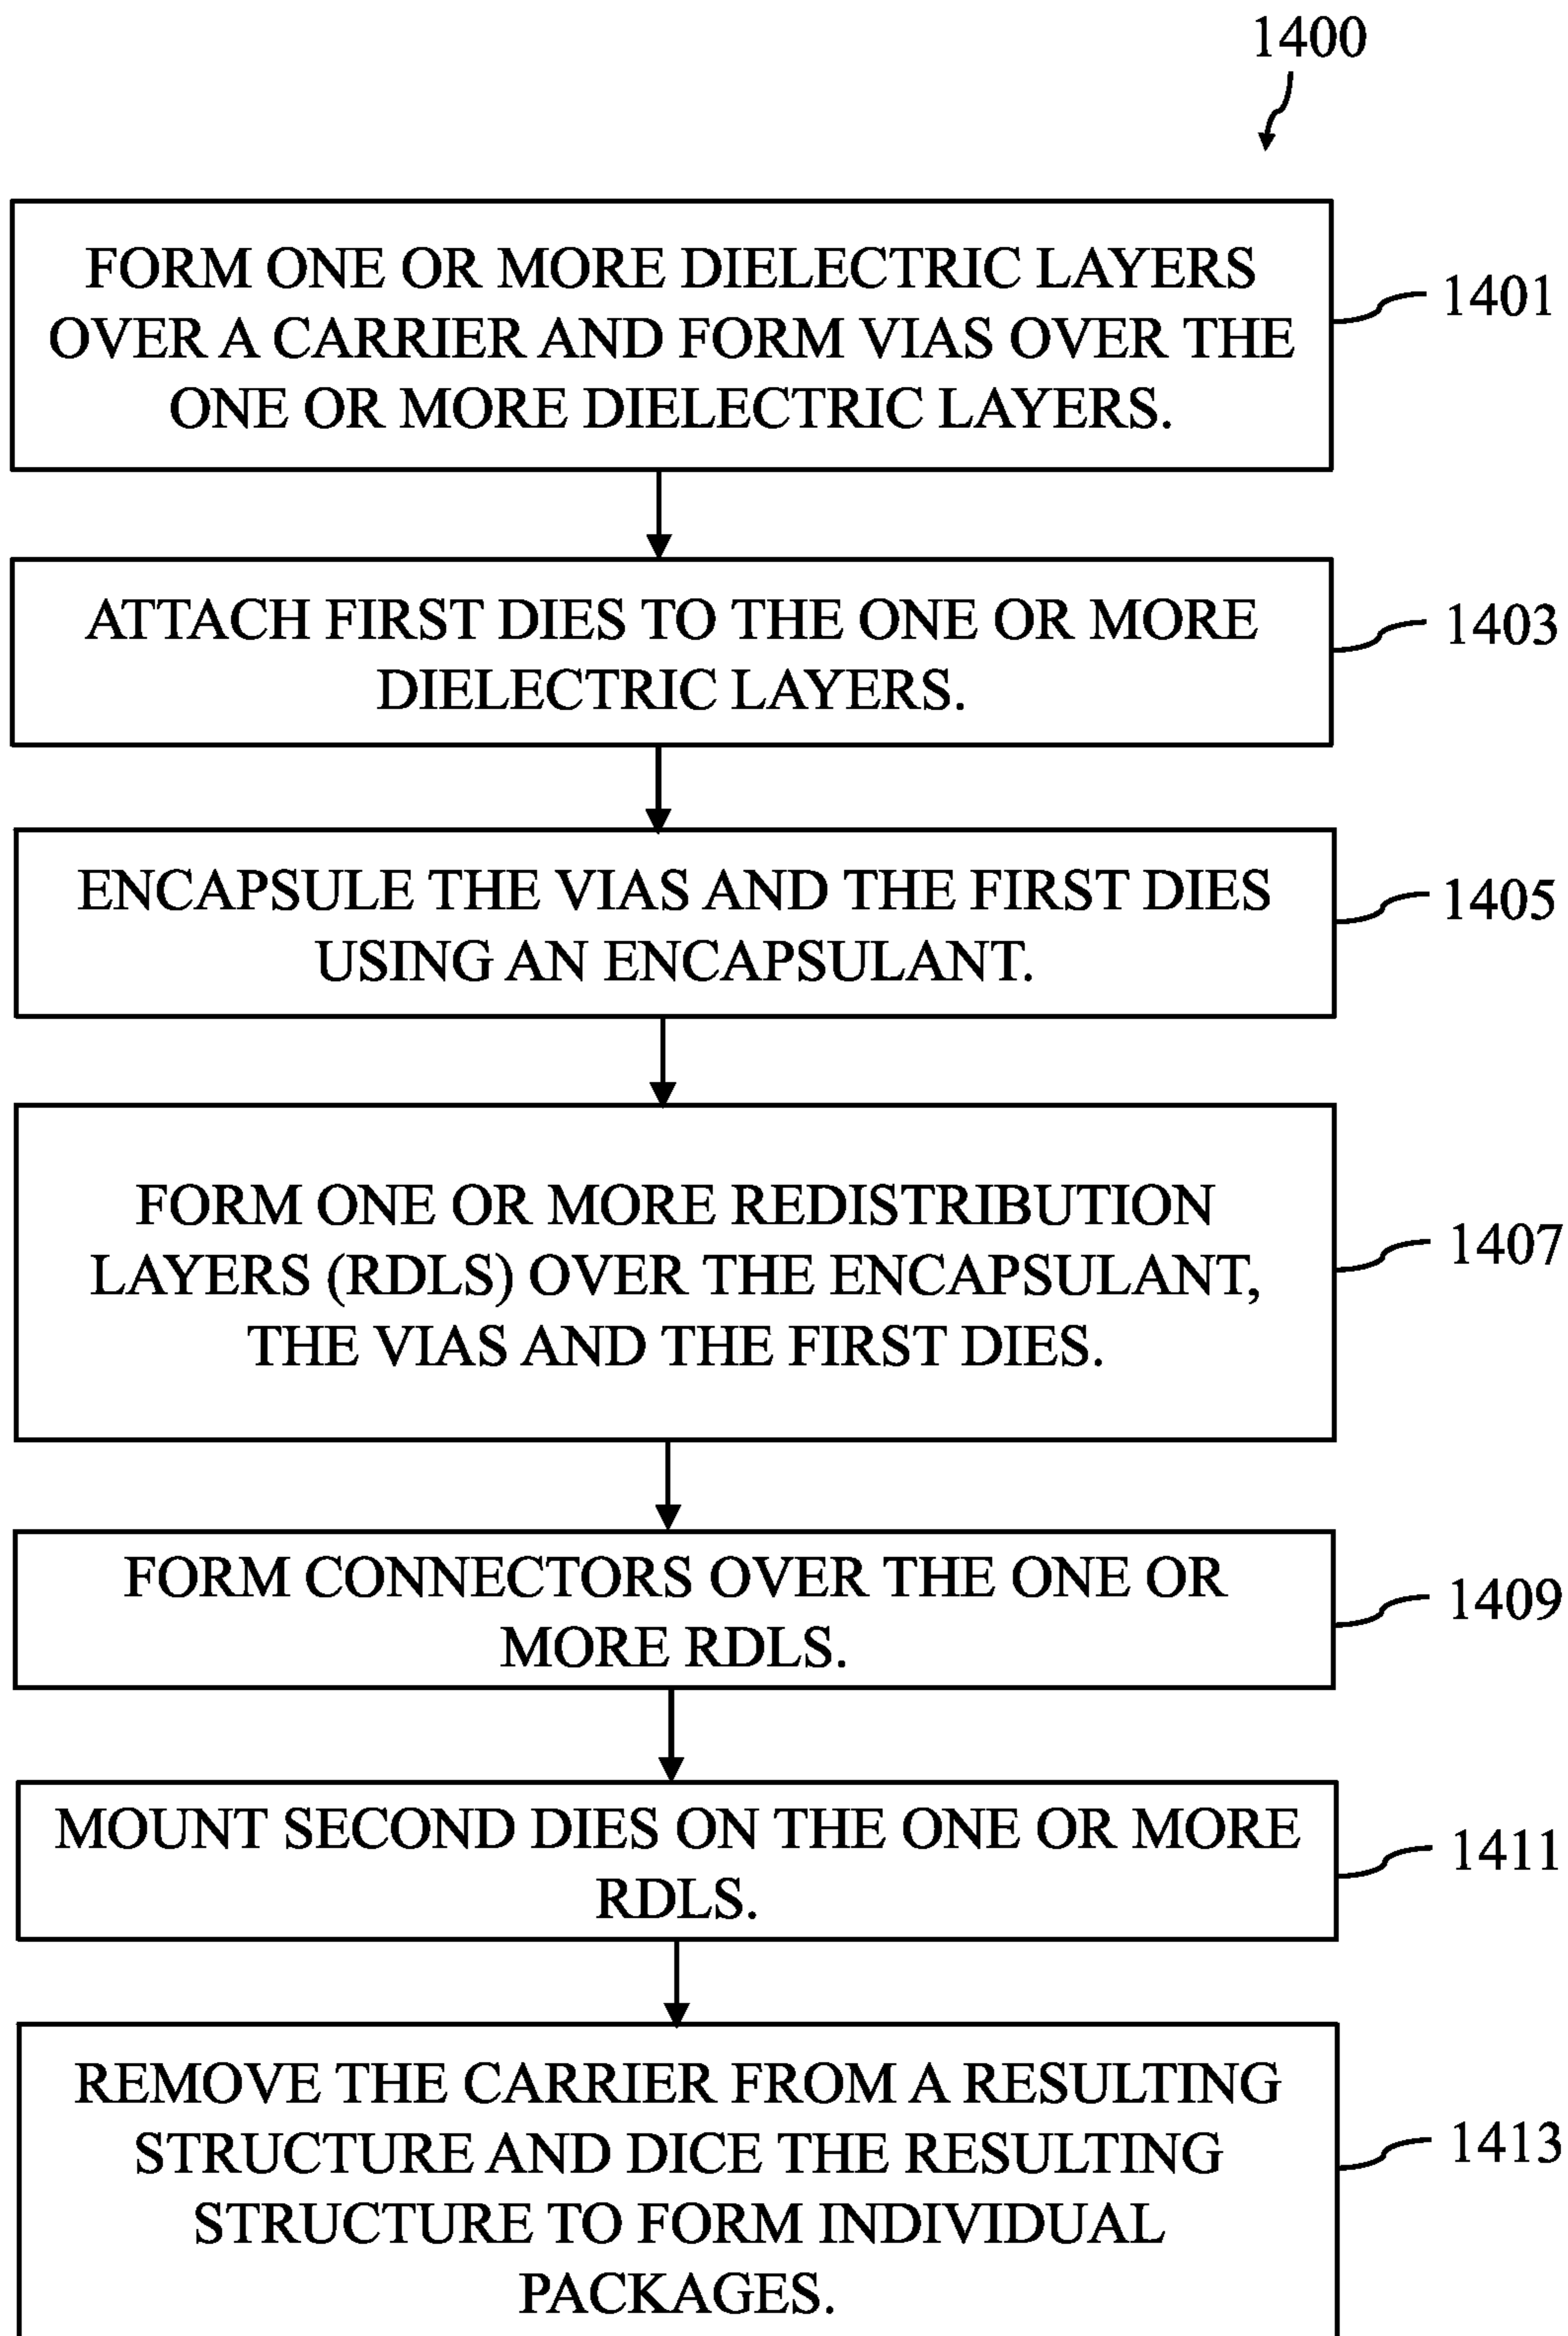 1400
FORM ONE OR MORE DIELECTRIC LAYERS
OVER A CARRIER AND FORM VIAS OVER THE
ONE OR MORE DIELECTRIC LAYERS.
1401
ATTACH FIRST DIES TO THE ONE OR MORE
DIELECTRIC LAYERS.
1403
ENCAPSULE THE VIAS AND THE FIRST DIES
USING AN ENCAPSULANT.
1405
FORM ONE OR MORE REDISTRIBUTION
LAYERS (RDLS) OVER THE ENCAPSULANT,
THE VIAS AND THE FIRST DIES.
1407
FORM CONNECTORS OVER THE ONE OR
MORE RDLS.
1409
MOUNT SECOND DIES ON THE ONE OR MORE
RDLS.
1411
REMOVE THE CARRIER FROM A RESULTING
STRUCTURE AND DICE THE RESULTING
STRUCTURE TO FORM INDIVIDUAL
PACKAGES.
1413